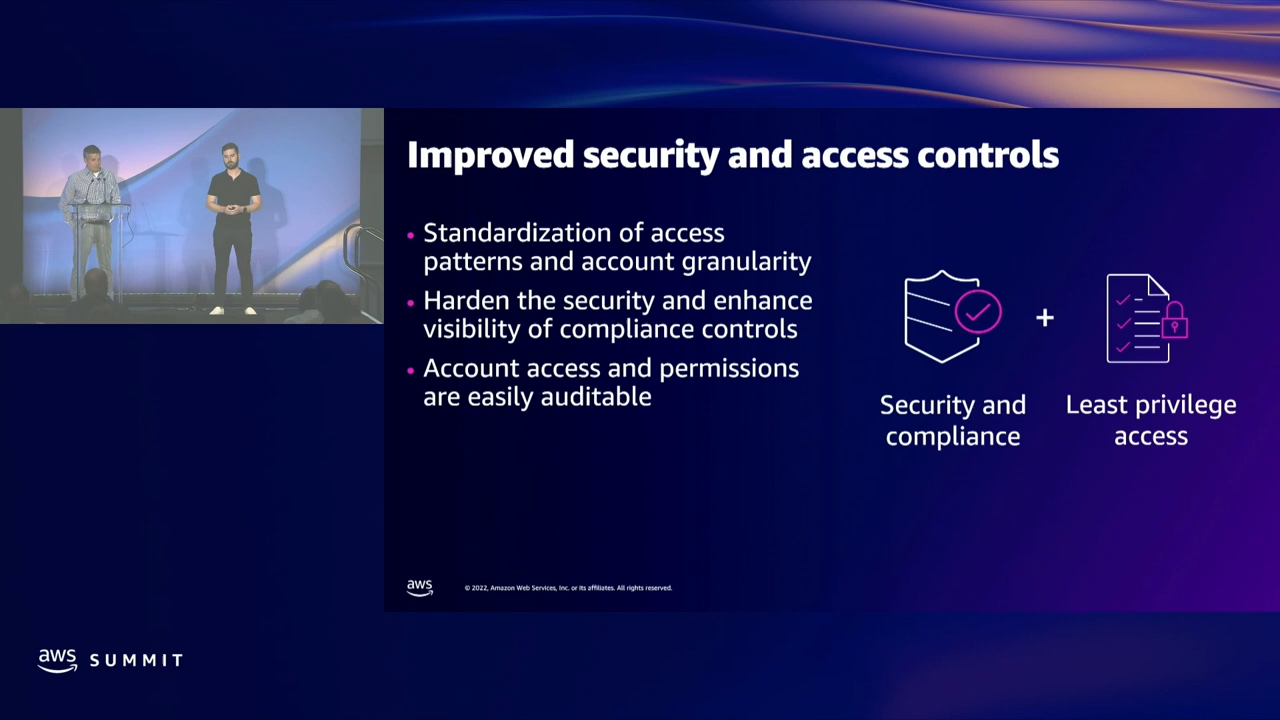 Improved security and access controls
• Standardization of access
patterns and account granularity
• Harden the security and enhance
visibility of compliance controls
• Account access and permissions
are easily auditable
+
Security and
compliance
Least privilege
access
aws
© 2022, Amazon Web Services, Inc. or its affiliates. All rights reserved.
aws SUMMIT